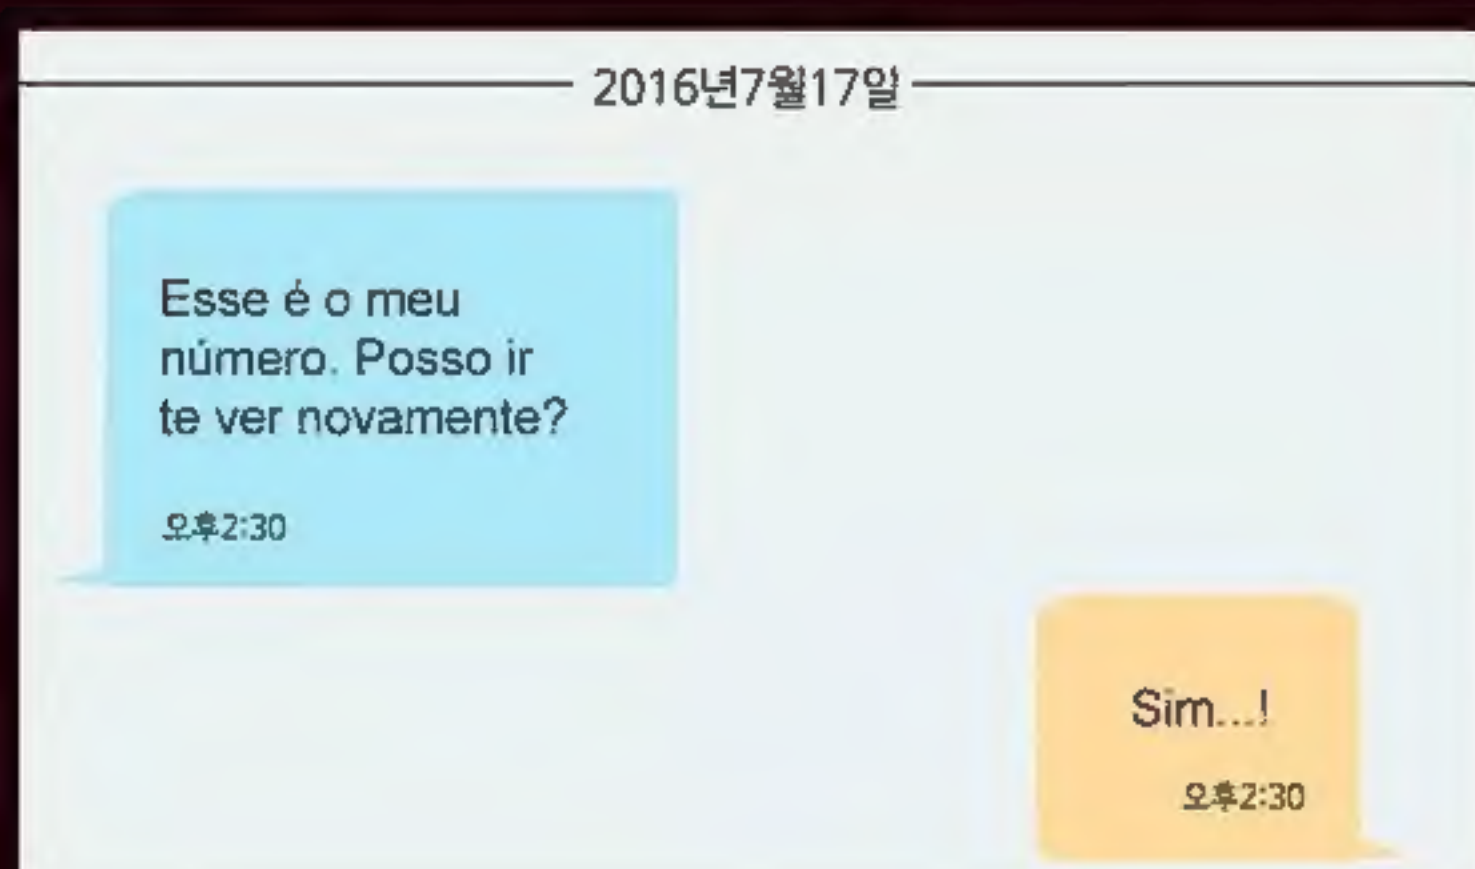 2016년7월17일
Esse é o meu
número. Posso ir
te ver novamente?
오후2:30
Sim...!
오후2:30